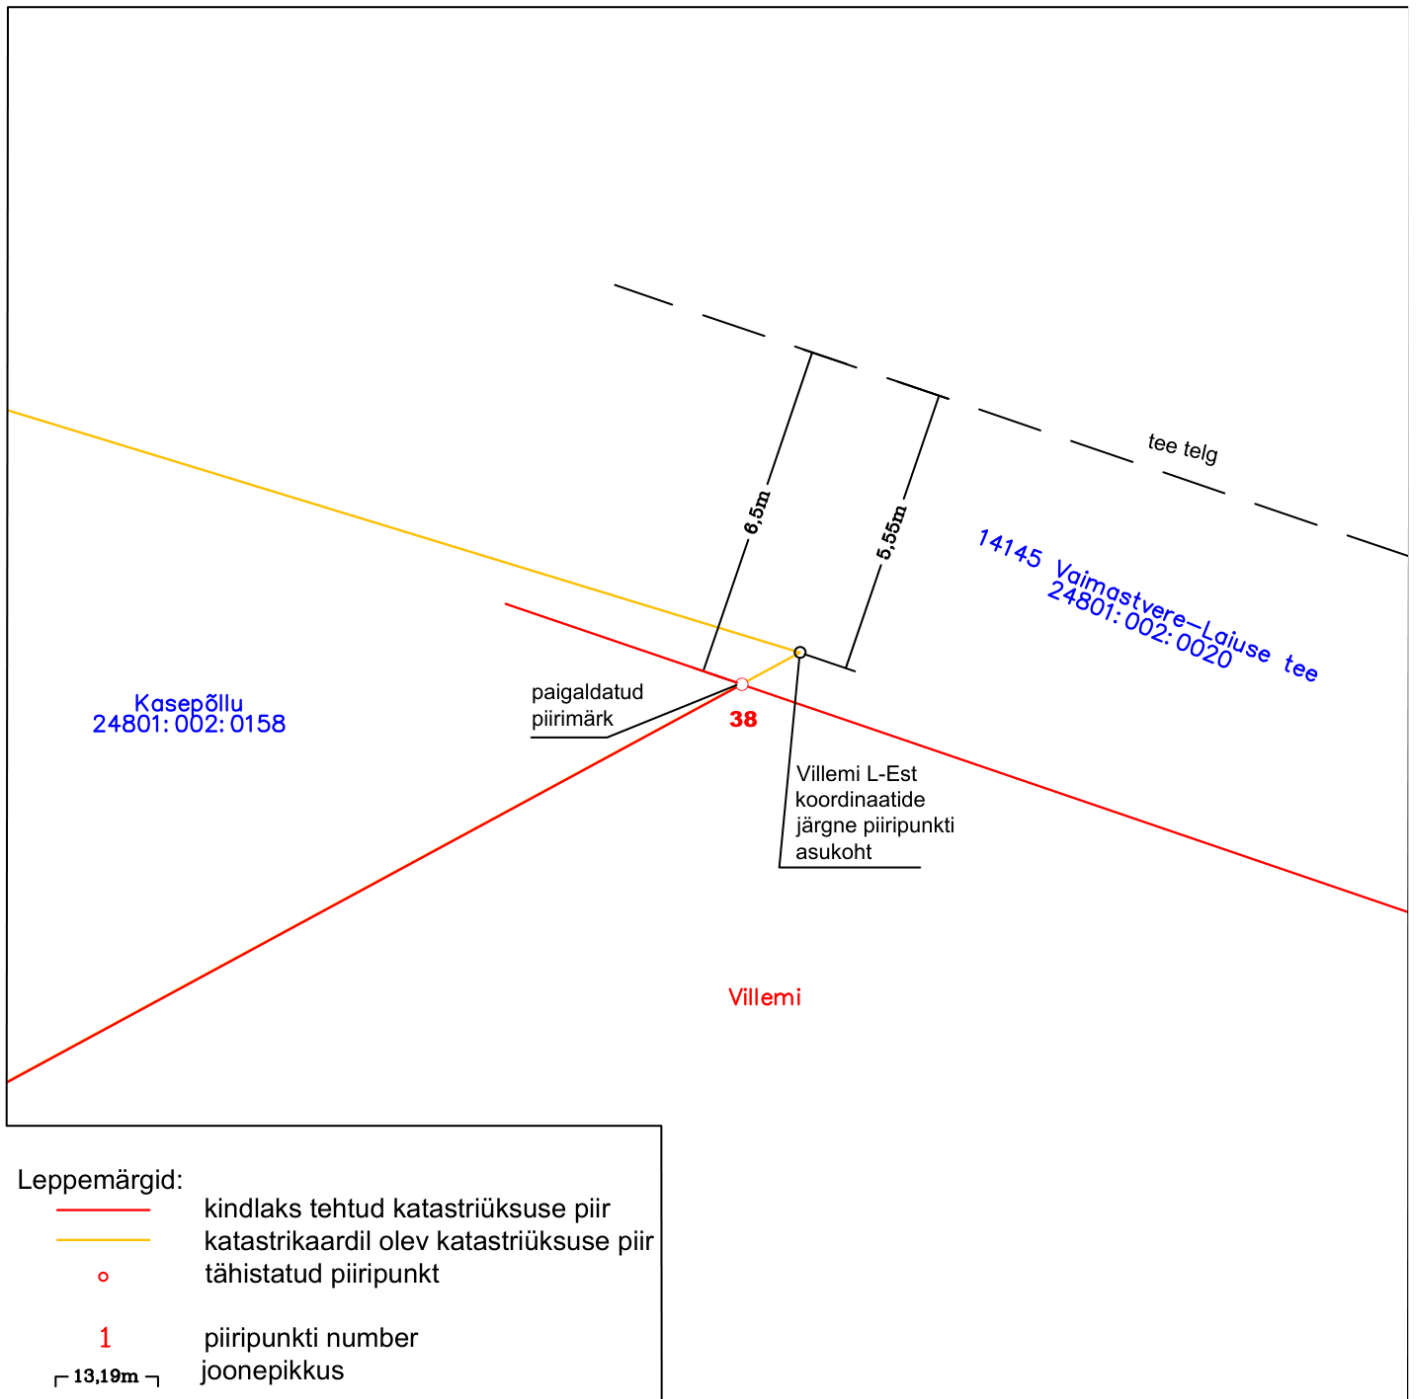 tee telg
6,5m
5,55m
14145 Vaimastvere-Laiuse tee
24801:002:0020
Kasepõllu
24801:002:0158
paigaldatud
piirimärk
38
Villemi L-Est
koordinaatide
järgne piiripunkti
asukoht
Villemi
Leppemärgid:
kindlaks tehtud katastriüksuse piir
katastrikaardil olev katastriüksuse piir
tähistatud piiripunkt
1 piiripunkti number
13,19m joonepikkus